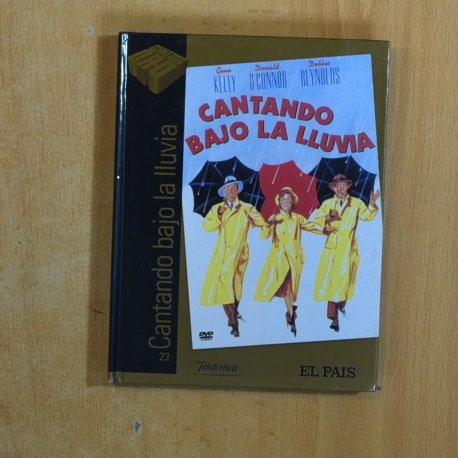 Gene Donald Debbie
KELLY O'CONNOR REYNOLDS
CANTANDO
BAJO LA LLUVIA
22 Cantando bajo la lluvia
DVD
VIDEO
Telefónica
EL PAIS